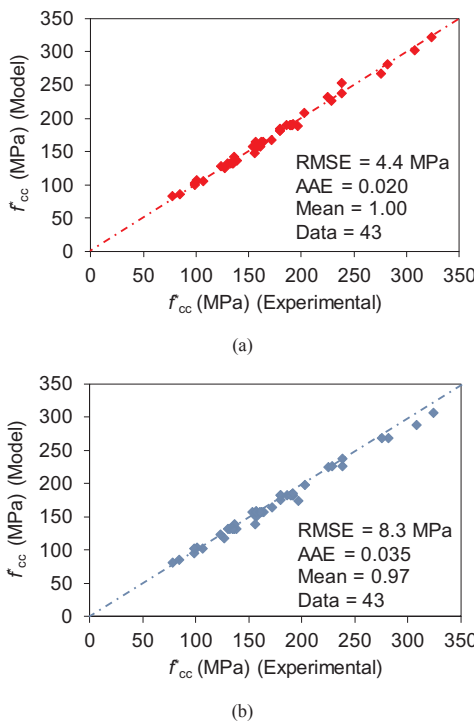 350
300
250
200
150
100
50
0
f'cc (MPa) (Model)
RMSE = 4.4 MPa
AAE = 0.020
Mean = 1.00
Data = 43
0 50 100 150 200 250 300 350
f'cc (MPa) (Experimental)
(a)
350
300
250
200
150
100
50
0
f'cc (MPa) (Model)
RMSE = 8.3 MPa
AAE = 0.035
Mean = 0.97
Data = 43
0 50 100 150 200 250 300 350
f'cc (MPa) (Experimental)
(b)